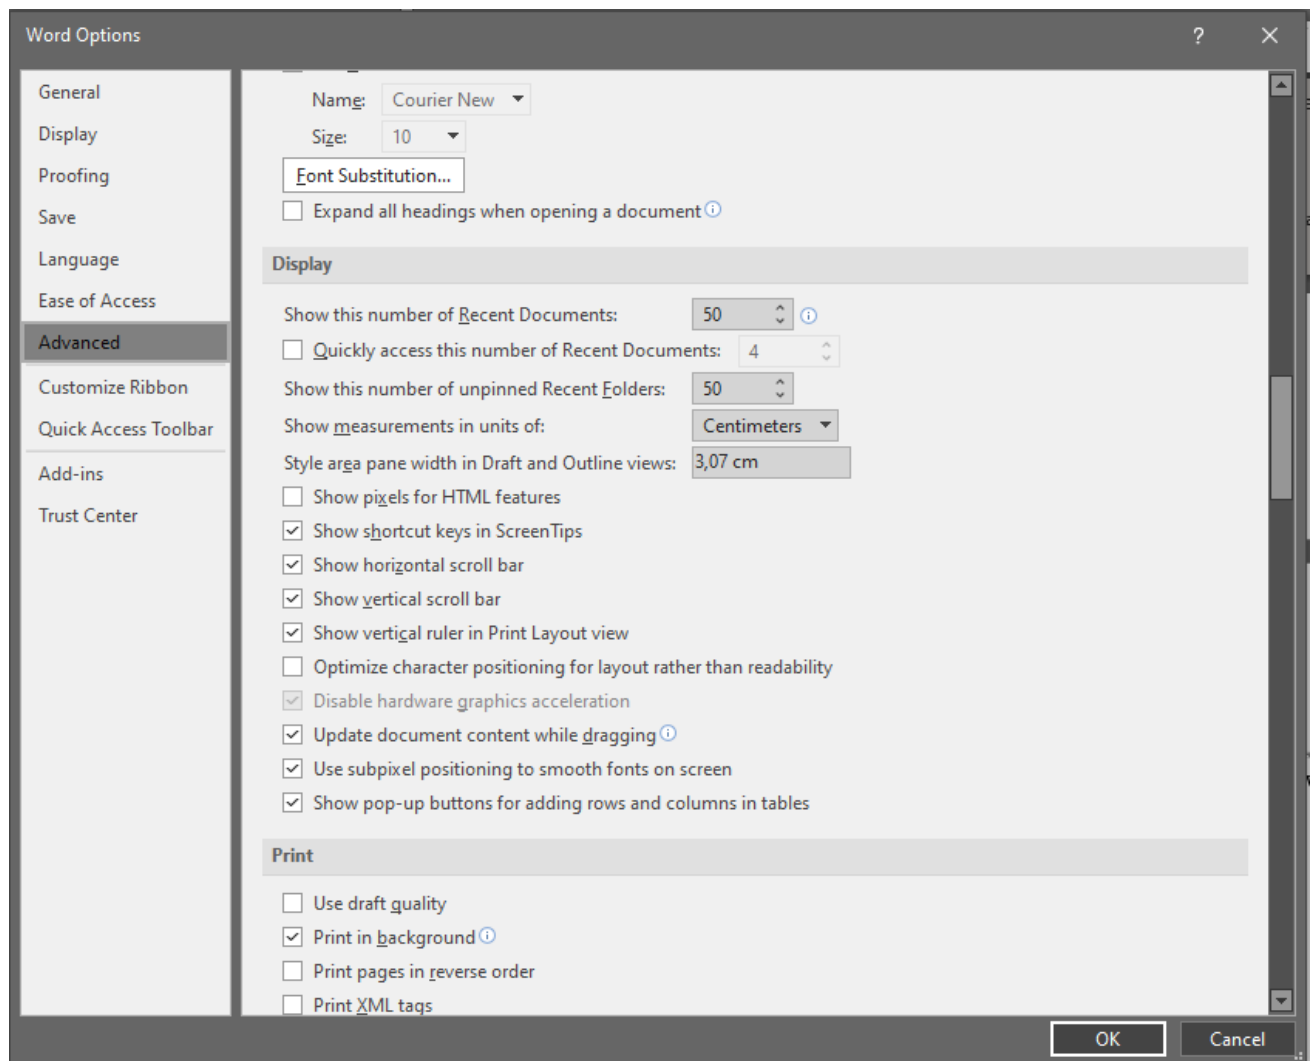 Word Options
?
General
Display
Proofing
Save
Language
Ease of Access
Advanced
Customize Ribbon
Quick Access Toolbar
Add-ins
Trust Center
Name: Courier New
Size: 10
Font Substitution...
Expand all headings when opening a document
Display
Show this number of Recent Documents: 50
Quickly access this number of Recent Documents: 4
Show this number of unpinned Recent Folders: 50
Show measurements in units of: Centimeters
Style area pane width in Draft and Outline views: 3,07 cm
Show pixels for HTML features
Show shortcut keys in ScreenTips
Show horizontal scroll bar
Show vertical scroll bar
Show vertical ruler in Print Layout view
Optimize character positioning for layout rather than readability
Disable hardware graphics acceleration
Update document content while dragging
Use subpixel positioning to smooth fonts on screen
Show pop-up buttons for adding rows and columns in tables
Print
Use draft quality
Print in background
Print pages in reverse order
Print XML tags
OK Cancel